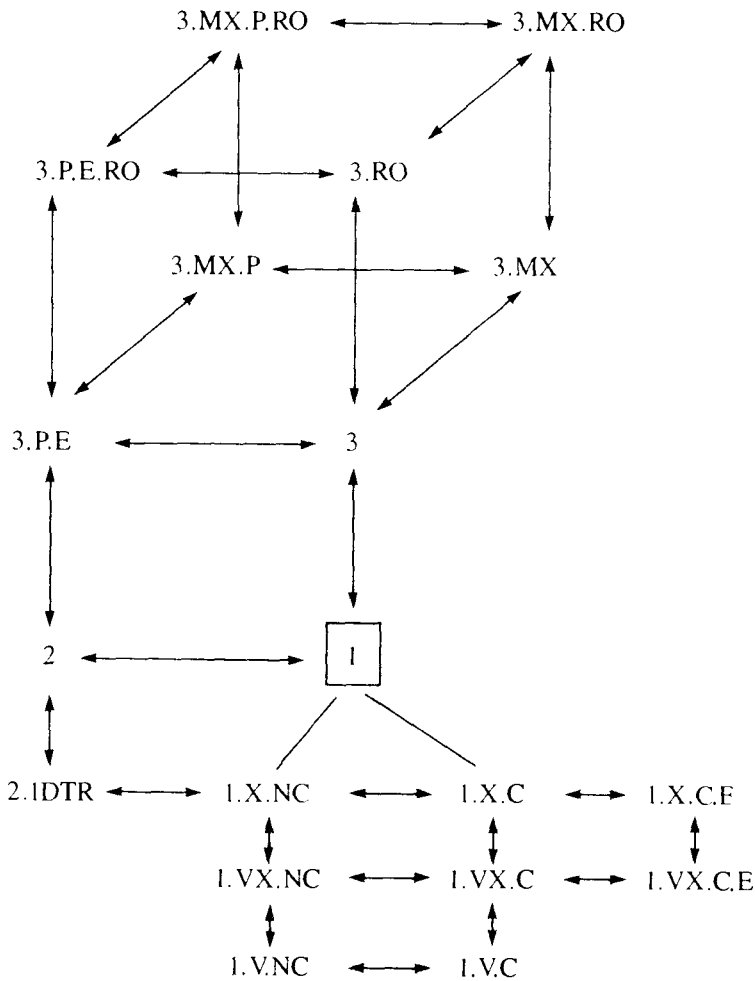 3.MX.P,RO 3.MX.RO
3.P,E.RO 3.RO
3.MX.P 3.MX
3.P.E 3
2 1
2.1DTR 1.X.NC 1.X.C 1.X.C,E
1.VX.NC 1.VX.C 1.VX.C,E
1.V.NC 1.V.C